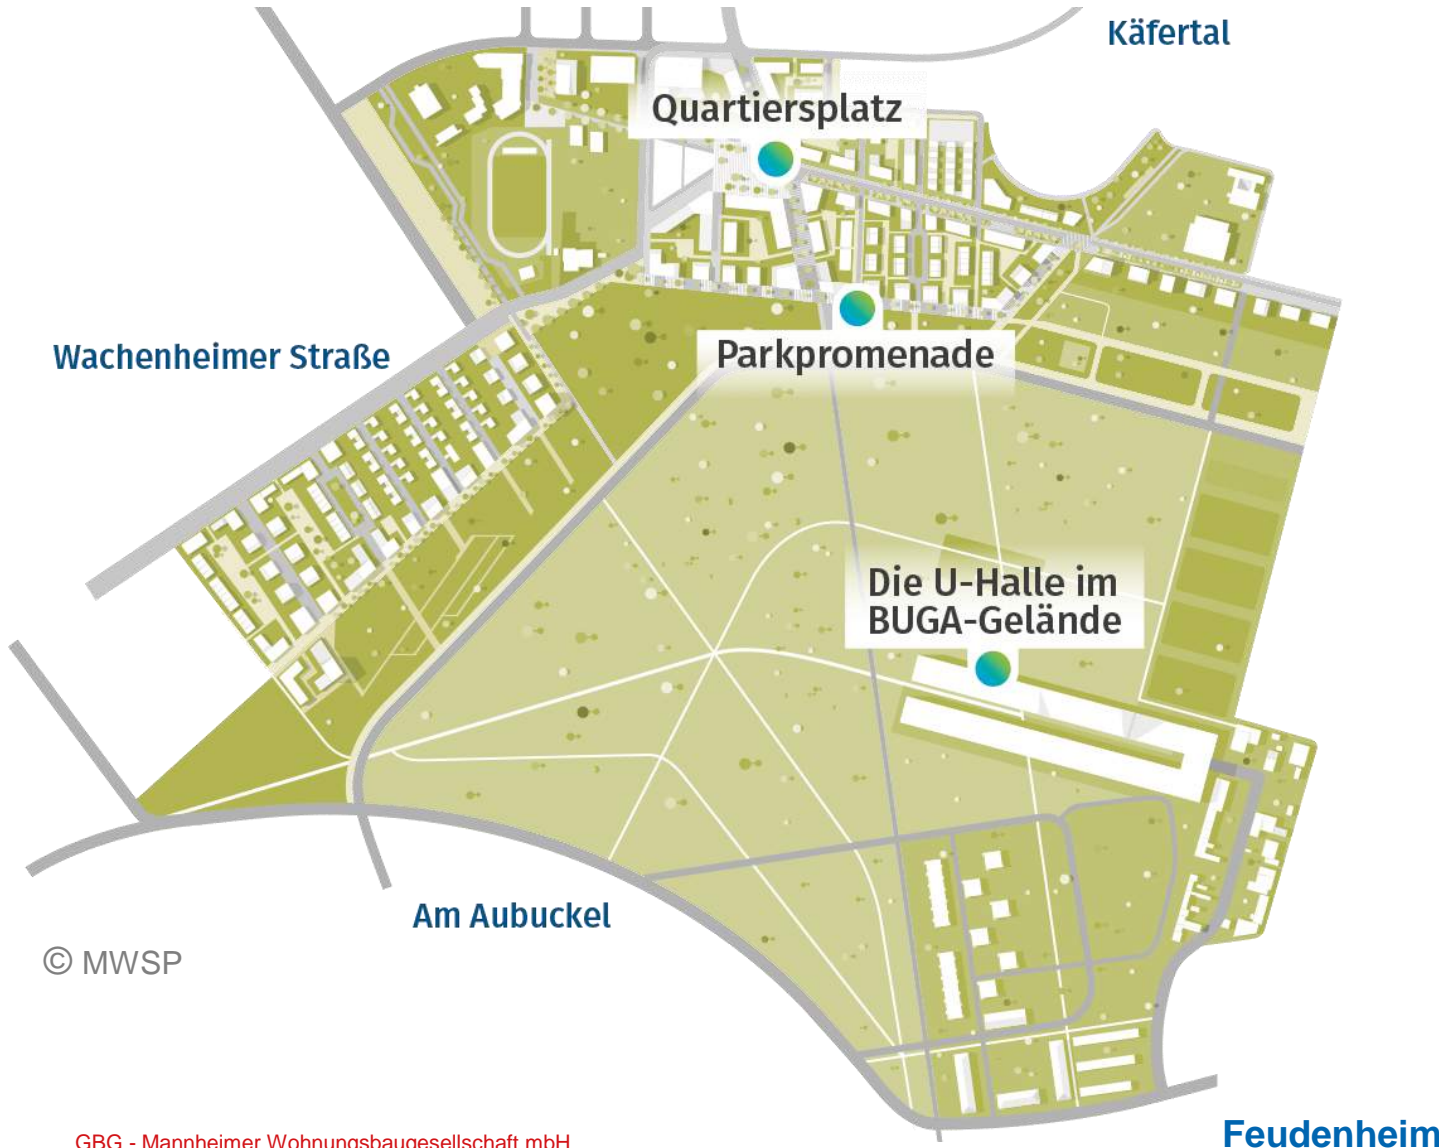 Käfertal
Quartiersplatz
Wachenheimer Straße
Parkpromenade
Die U-Halle im
BUGA-Gelände
Am Aubuckel
© MWSP
GBG - Mannheimer Wohnungsbaugesellschaft mbH
Feudenheim